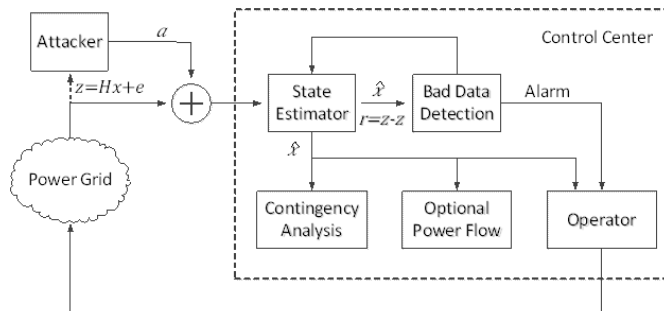 Attacker
a
Control Center
z=Hx+e
+
State
Estimator
x̂
r=z-z
Bad Data
Detection
Alarm
x̂
Power Grid
Contingency
Analysis
Optional
Power Flow
Operator